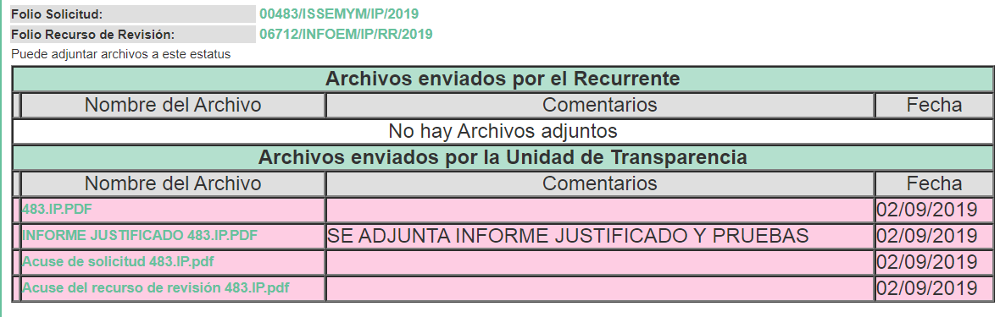 Folio Solicitud: 00483/ISSEMYM/IP/2019
Folio Recurso de Revisión: 06712/INFOEM/IP/RR/2019
Puede adjuntar archivos a este estatus
Archivos enviados por el Recurrente
Nombre del Archivo Comentarios Fecha
No hay Archivos adjuntos
Archivos enviados por la Unidad de Transparencia
Nombre del Archivo Comentarios Fecha
483.IP.PDF 02/09/2019
INFORME JUSTIFICADO 483.IP.PDF SE ADJUNTA INFORME JUSTIFICADO Y PRUEBAS 02/09/2019
Acuse de solicitud 483.IP.pdf 02/09/2019
Acuse del recurso de revisión 483.IP.pdf 02/09/2019